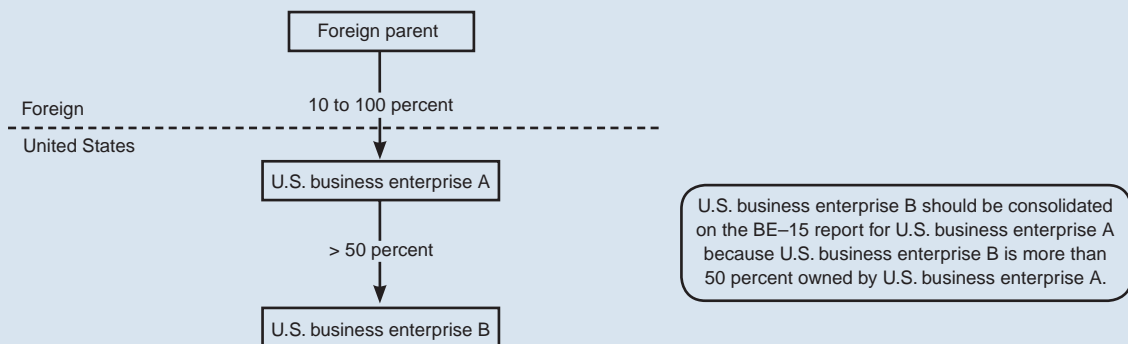 Foreign parent
Foreign
10 to 100 percent
United States
U.S. business enterprise A
> 50 percent
U.S. business enterprise B
U.S. business enterprise B should be consolidated
on the BE–15 report for U.S. business enterprise A
because U.S. business enterprise B is more than
50 percent owned by U.S. business enterprise A.